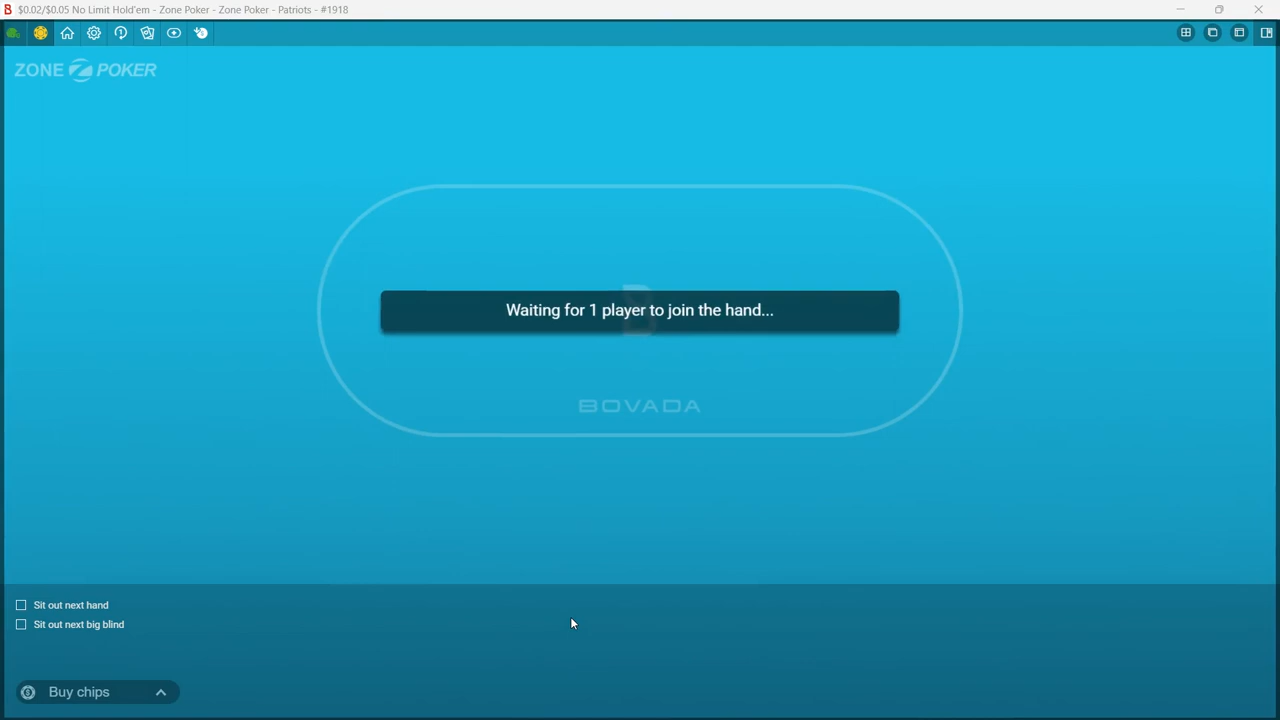 $0.02/$0.05 No Limit Hold'em - Zone Poker - Zone Poker - Patriots - #1918
ZONE POKER
Waiting for 1 player to join the hand...
BOVADA
Sit out next hand
Sit out next big blind
Buy chips